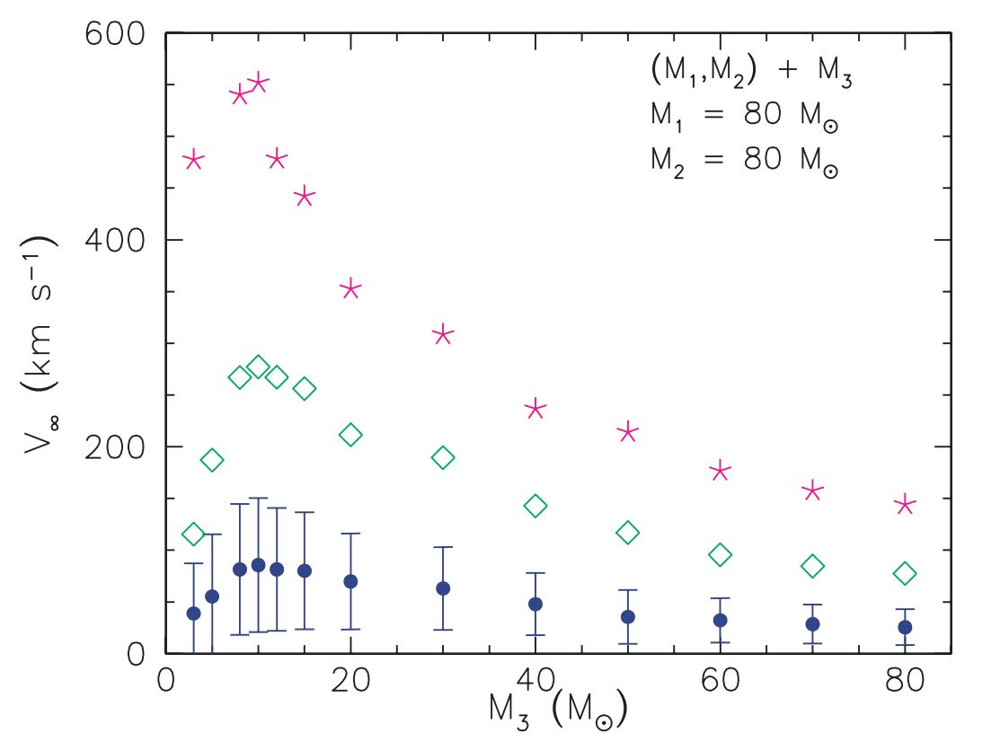 600
400
200
0
V∞ (km s⁻¹)
(M₁,M₂) + M₃
M₁ = 80 M⊙
M₂ = 80 M⊙
0 20 40 60 80
M₃ (M⊙)